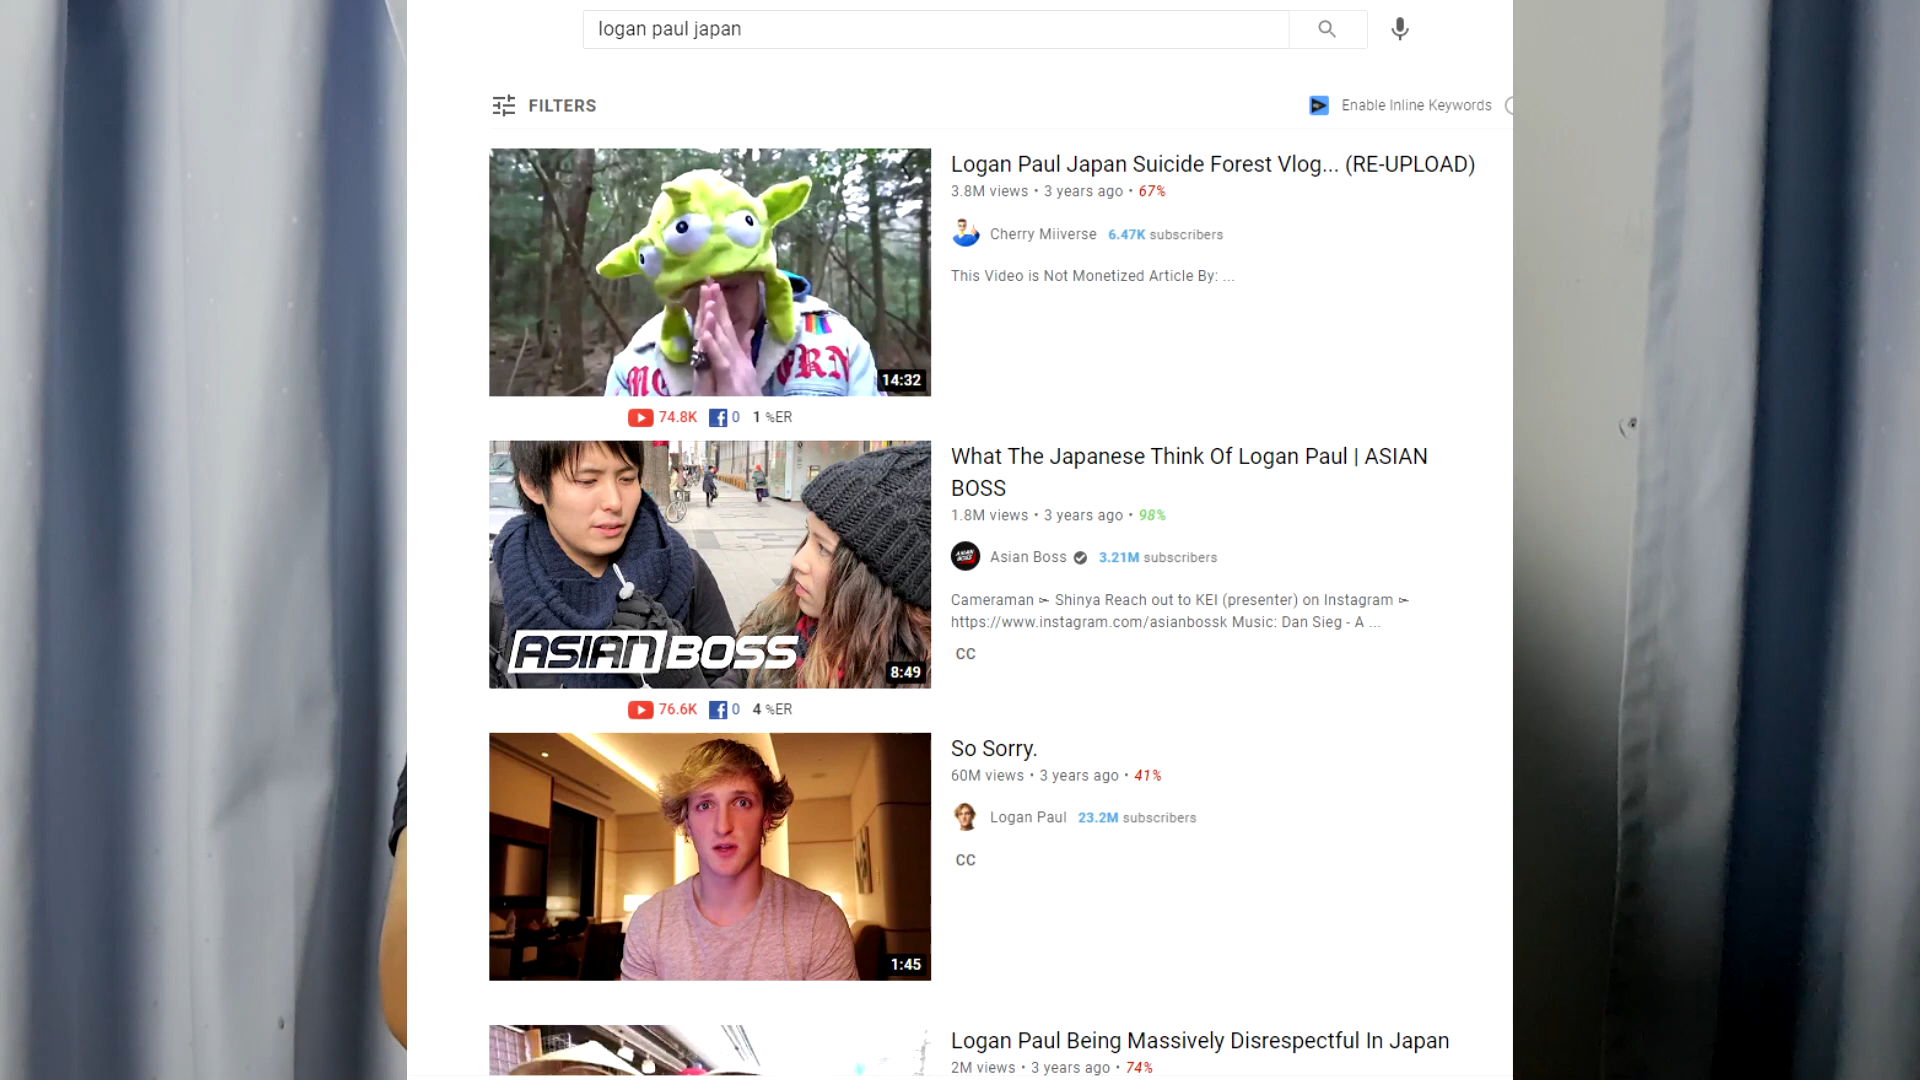 logan paul japan
FILTERS
Enable Inline Keywords
Logan Paul Japan Suicide Forest Vlog... (RE-UPLOAD)
3.8M views • 3 years ago • 67%
Cherry Miiverse 6.47K subscribers
This Video is Not Monetized Article By: ...
MO ORN
14:32
74.8K 0 1 %ER
What The Japanese Think Of Logan Paul | ASIAN
BOSS
1.8M views • 3 years ago • 98%
ASIAN BOSS
Asian Boss 3.21M subscribers
Cameraman ➣ Shinya Reach out to KEI (presenter) on Instagram ➣
https://www.instagram.com/asianbossk Music: Dan Sieg - A ...
CC
ASIAN BOSS
8:49
76.6K 0 4 %ER
So Sorry.
60M views • 3 years ago • 41%
Logan Paul 23.2M subscribers
CC
1:45
Logan Paul Being Massively Disrespectful In Japan
2M views • 3 years ago • 74%